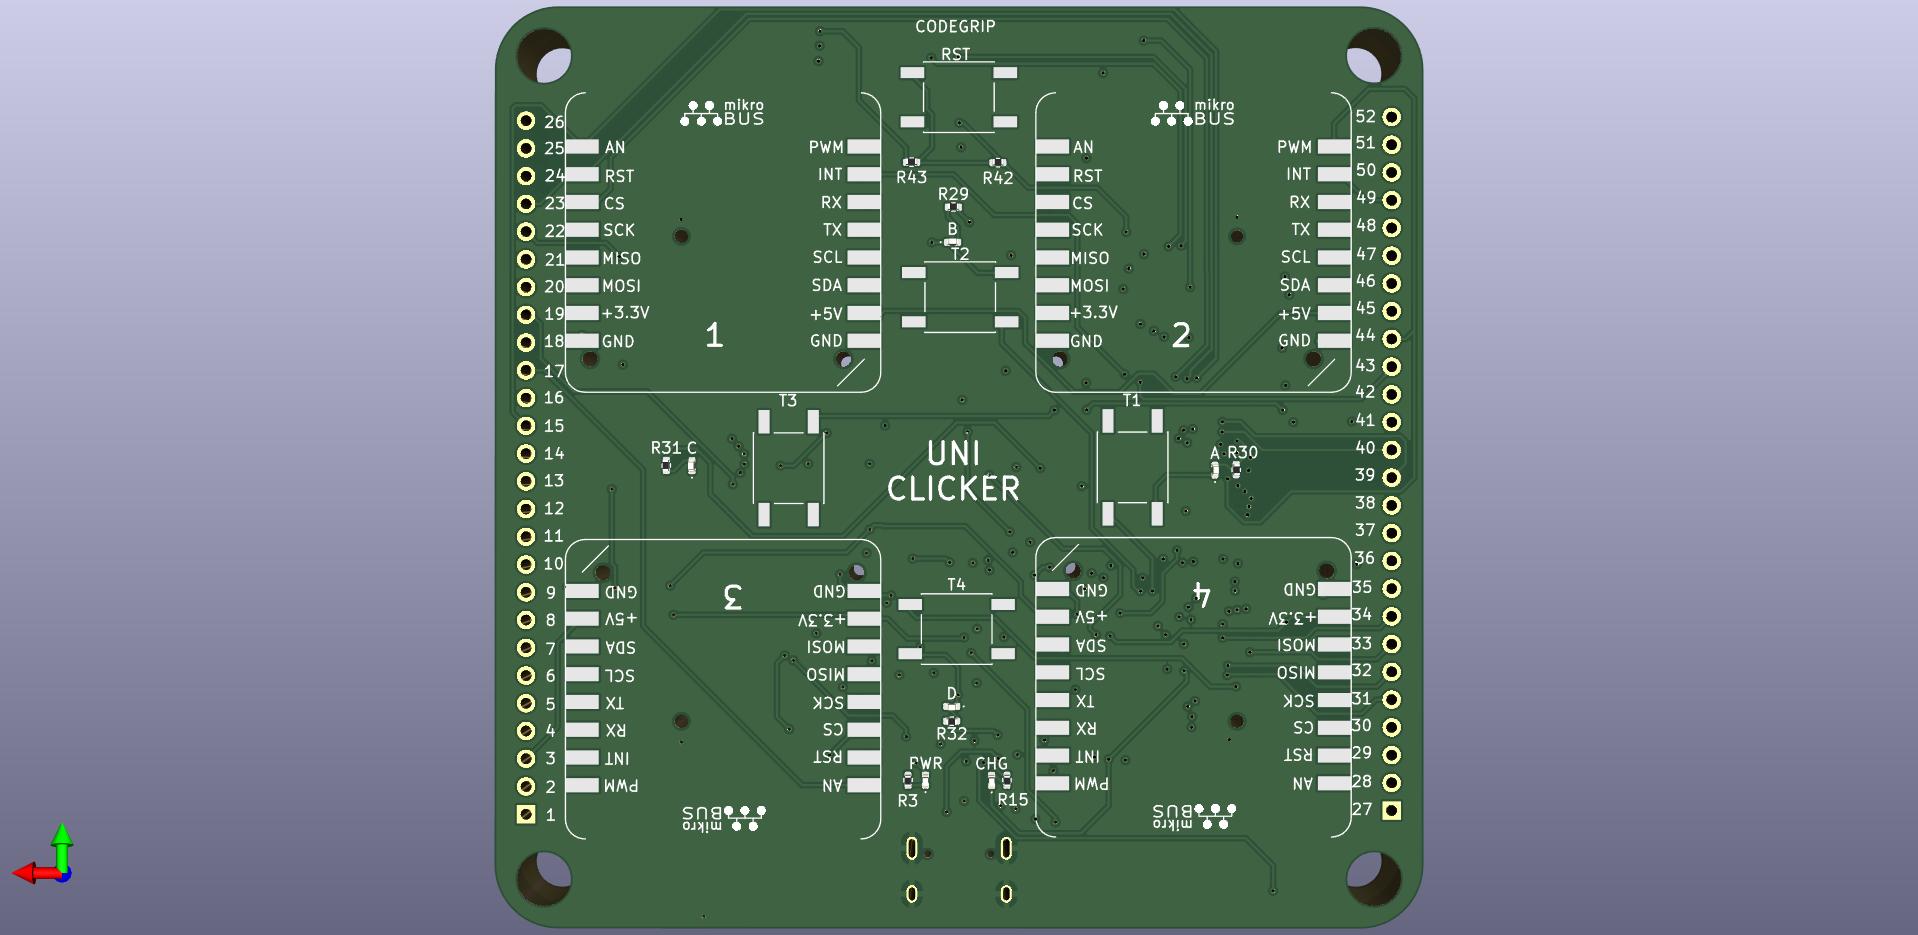 CODEGRIP
RST
mikro
BUS
mikro
BUS
26
25
24
23
22
21
20
19
18
17
16
15
14
13
12
11
10
9
8
7
6
5
4
3
2
1
AN
RST
CS
SCK
MISO
MOSI
+3.3V
GND
PWM
INT
RX
TX
SCL
SDA
+5V
GND
1
R43
R42
R29
B
T2
AN
RST
CS
SCK
MISO
MOSI
+3.3V
GND
PWM
INT
RX
TX
SCL
SDA
+5V
GND
2
52
51
50
49
48
47
46
45
44
43
42
41
40
39
38
37
36
35
34
33
32
31
30
29
28
27
T3
T1
R31 C
UNI
CLICKER
A R30
GND
+5V
SDA
SCL
TX
RX
INT
PWM
3
GND
+3.3V
MOSI
MISO
SCK
CS
RST
AN
mikro
BUS
T4
D
R32
PWR
CHG
R3
R15
GND
+5V
SDA
SCL
TX
RX
INT
PWM
4
GND
+3.3V
MOSI
MISO
SCK
CS
RST
AN
mikro
BUS